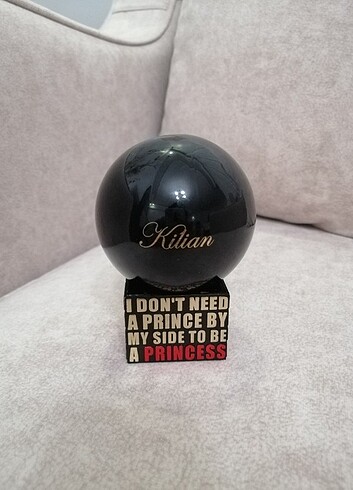 Kilian
I DON'T NEED
A PRINCE BY
MY SIDE TO BE
A PRINCESS